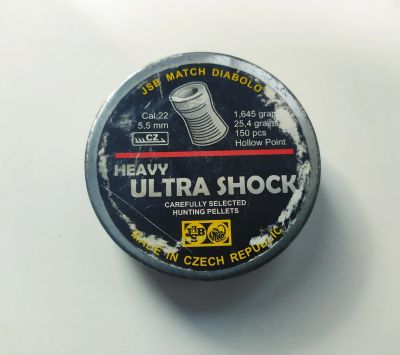 JSB MATCH DIABOLO
Cal.22
5,5 mm
CZ
1,645 gram
25,4 grains
150 pcs
Hollow Point
HEAVY
ULTRA SHOCK
CAREFULLY SELECTED
HUNTING PELLETS
MADE IN CZECH REPUBLIC